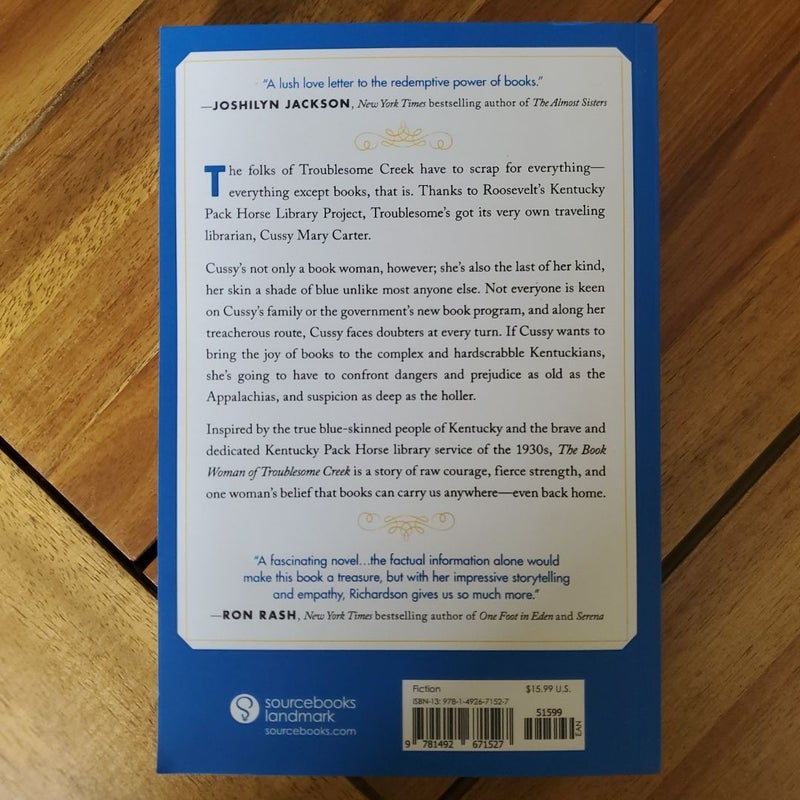 “A lush love letter to the redemptive power of books.”
—JOSHILYN JACKSON, New York Times bestselling author of The Almost Sisters
The folks of Troublesome Creek have to scrap for everything—
everything except books, that is. Thanks to Roosevelt’s Kentucky
Pack Horse Library Project, Troublesome’s got its very own traveling
librarian, Cussy Mary Carter.
Cussy’s not only a book woman, however; she’s also the last of her kind,
her skin a shade of blue unlike most anyone else. Not everyone is keen
on Cussy’s family or the government’s new book program, and along her
treacherous route, Cussy faces doubters at every turn. If Cussy wants to
bring the joy of books to the complex and hardscrabble Kentuckians,
she’s going to have to confront dangers and prejudice as old as the
Appalachias, and suspicion as deep as the holler.
Inspired by the true blue-skinned people of Kentucky and the brave and
dedicated Kentucky Pack Horse library service of the 1930s, The Book
Woman of Troublesome Creek is a story of raw courage, fierce strength, and
one woman’s belief that books can carry us anywhere—even back home.
“A fascinating novel…the factual information alone would
make this book a treasure, but with her impressive storytelling
and empathy, Richardson gives us so much more.”
—RON RASH, New York Times bestselling author of One Foot in Eden and Serena
sourcebooks
landmark
sourcebooks.com
Fiction $15.99 U.S.
ISBN-13: 978-1-4926-7152-7
51599
EAN
9 781492 671527